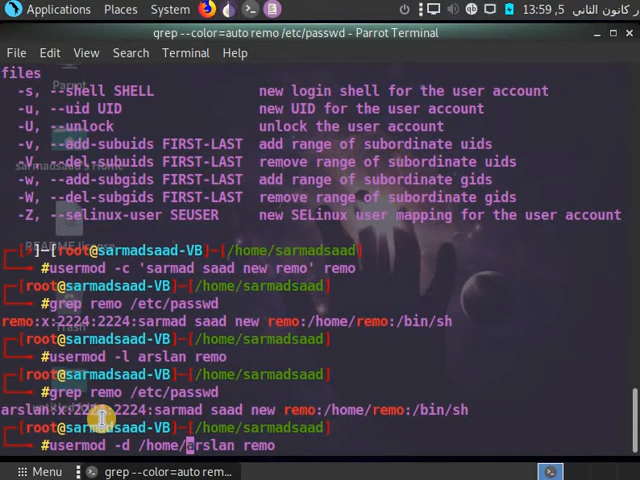 Applications Places System 13:59 ,5 كانون الثاني
grep --color=auto remo /etc/passwd - Parrot Terminal
File Edit View Search Terminal Help
files
Parrot
-s, --shell SHELL new login shell for the user account
-u, --uid UID new UID for the user account
-U, --unlock unlock the user account
-v, --add-subuids FIRST-LAST add range of subordinate uids
-V, --del-subuids FIRST-LAST remove range of subordinate uids
sarmadsaad's Home
-w, --add-subgids FIRST-LAST add range of subordinate gids
-W, --del-subgids FIRST-LAST remove range of subordinate gids
-Z, --selinux-user SEUSER new SELinux user mapping for the user account
README.license
┌─[✗]─[root@sarmadsaad-VB]─[/home/sarmadsaad]
└──╼ #usermod -c 'sarmad saad new remo' remo
┌─[root@sarmadsaad-VB]─[/home/sarmadsaad]
└──╼ #grep remo /etc/passwd
remo:x:2224:2224:sarmad saad new remo:/home/remo:/bin/sh
Trash
┌─[root@sarmadsaad-VB]─[/home/sarmadsaad]
└──╼ #usermod -l arslan remo
┌─[root@sarmadsaad-VB]─[/home/sarmadsaad]
└──╼ #grep remo /etc/passwd
arslan:x:2224:2224:sarmad saad new remo:/home/remo:/bin/sh
┌─[root@sarmadsaad-VB]─[/home/sarmadsaad]
└──╼ #usermod -d /home/arslan remo
Menu grep --color=auto rem...